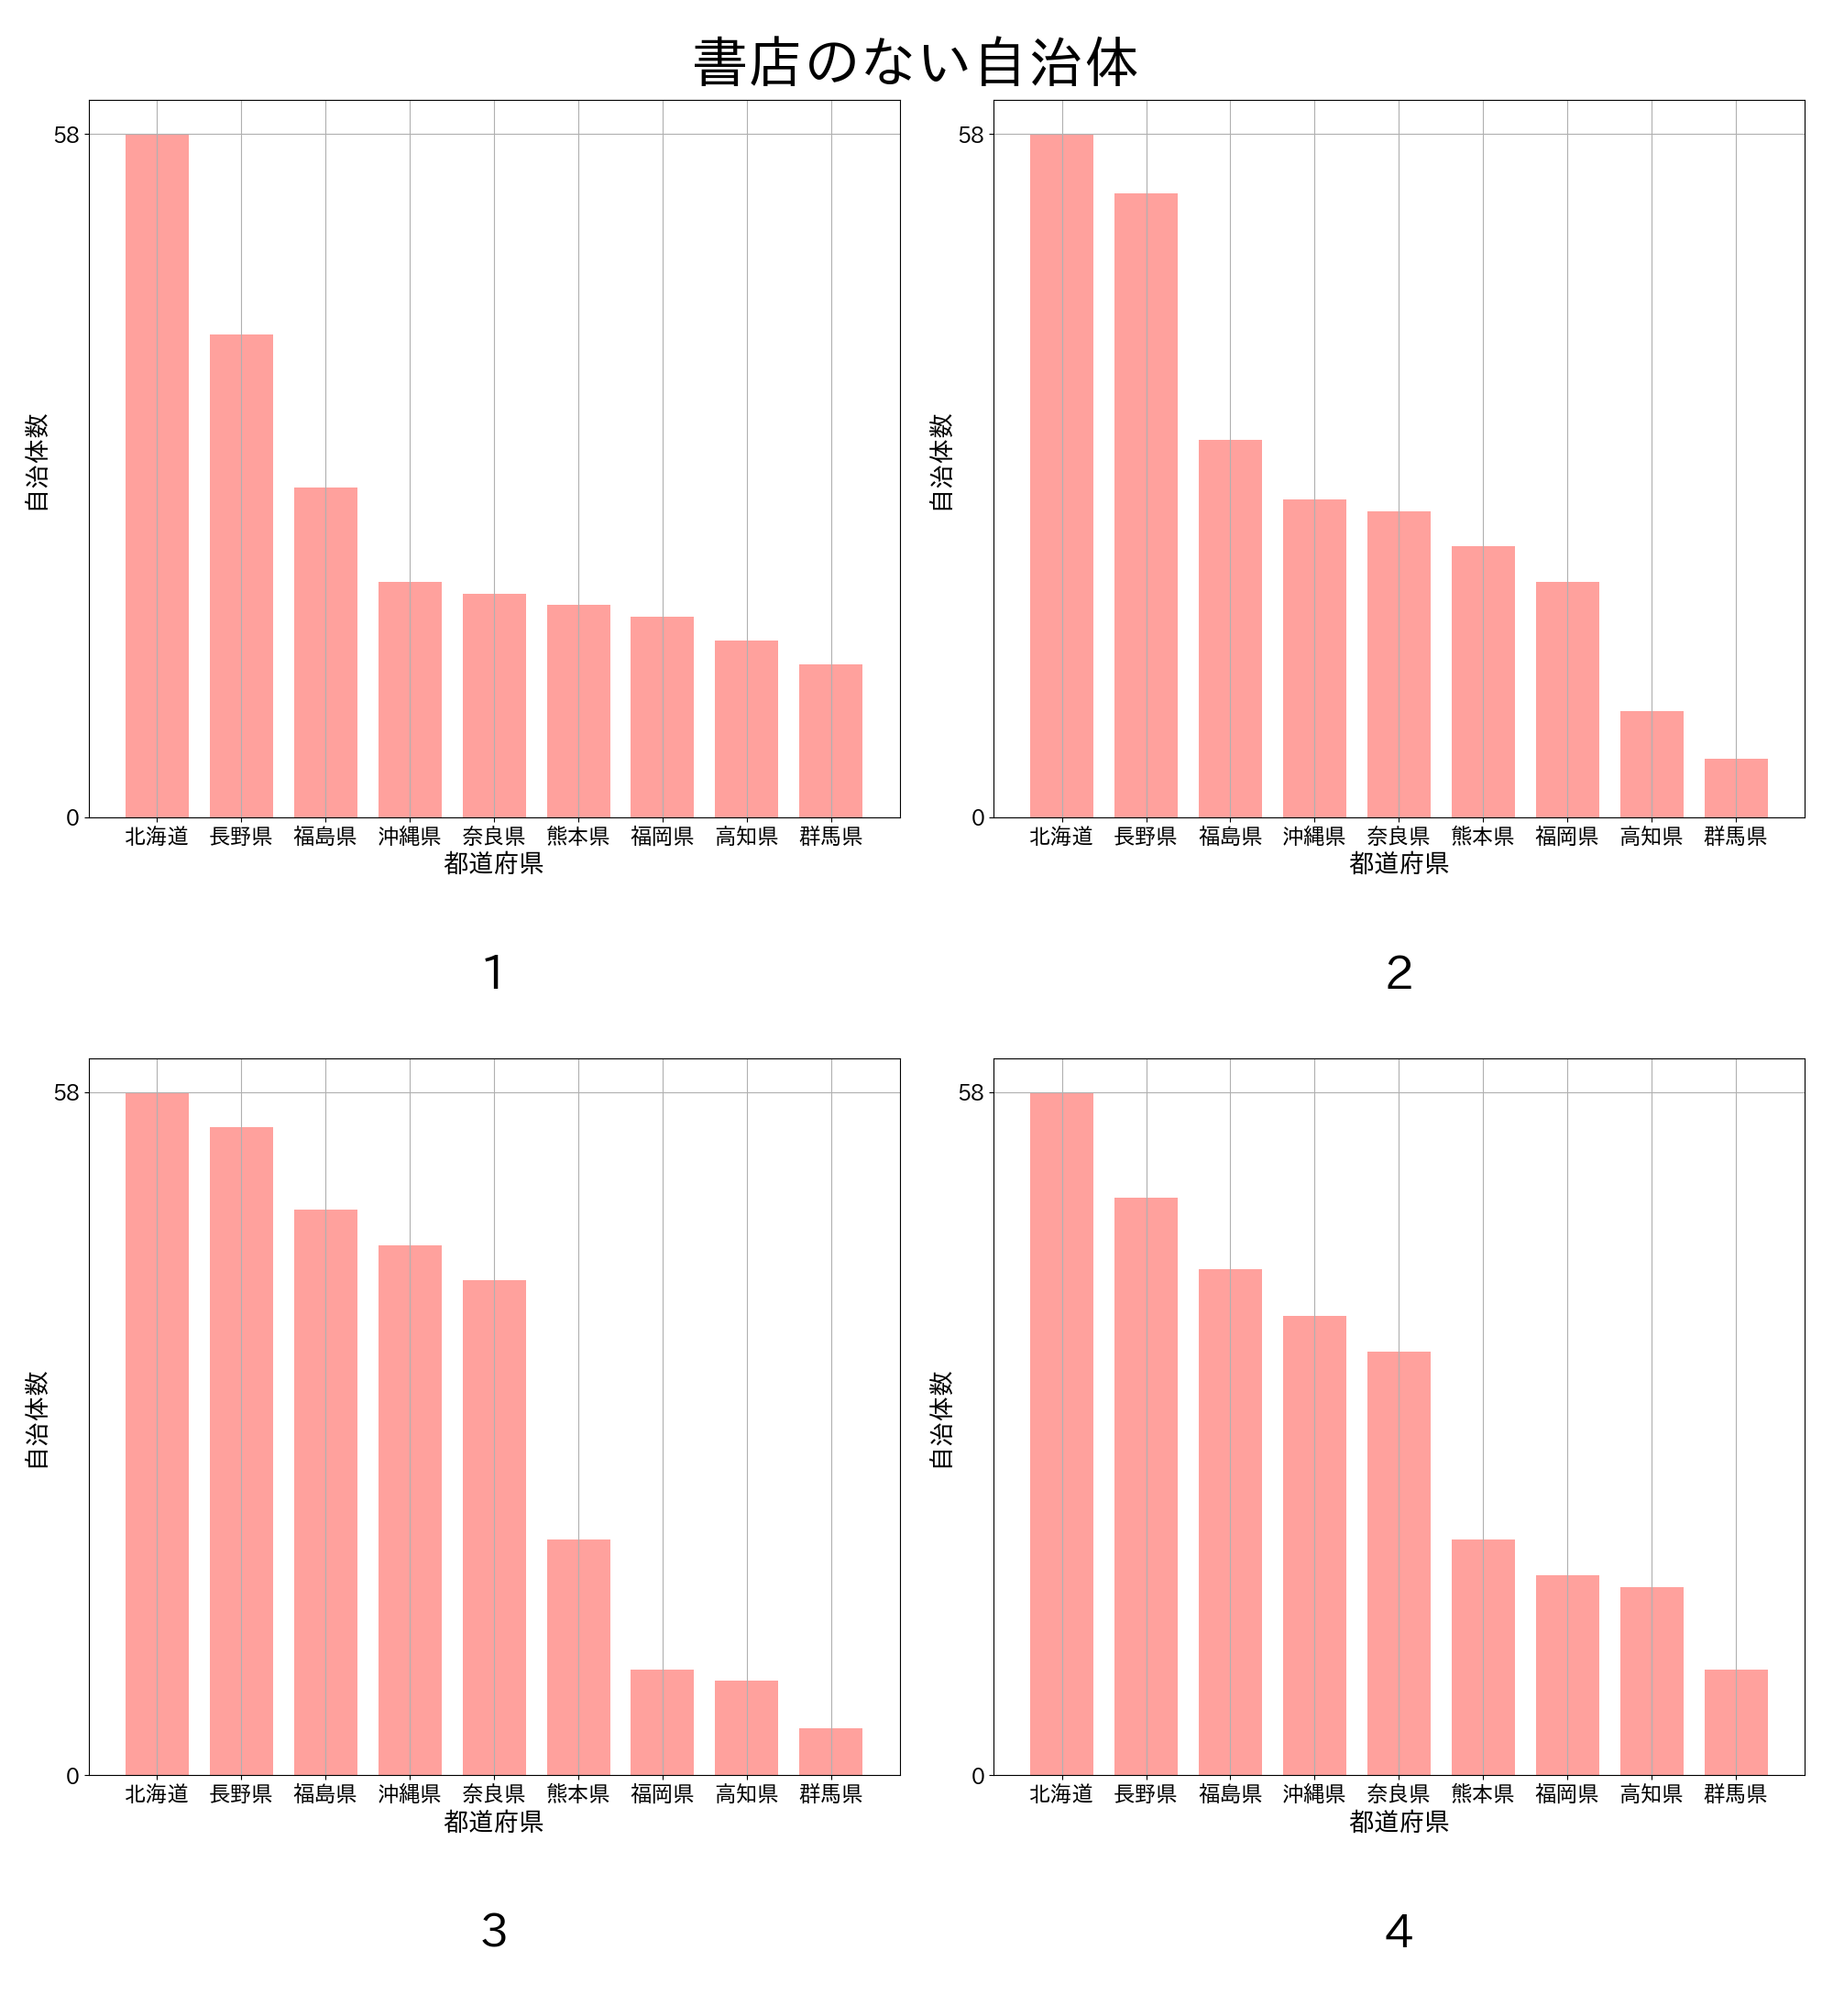 書店のない自治体
58
0
自治体数
北海道 長野県 福島県 沖縄県 奈良県 熊本県 福岡県 高知県 群馬県
都道府県
1
58
0
自治体数
北海道 長野県 福島県 沖縄県 奈良県 熊本県 福岡県 高知県 群馬県
都道府県
2
58
0
自治体数
北海道 長野県 福島県 沖縄県 奈良県 熊本県 福岡県 高知県 群馬県
都道府県
3
58
0
自治体数
北海道 長野県 福島県 沖縄県 奈良県 熊本県 福岡県 高知県 群馬県
都道府県
4